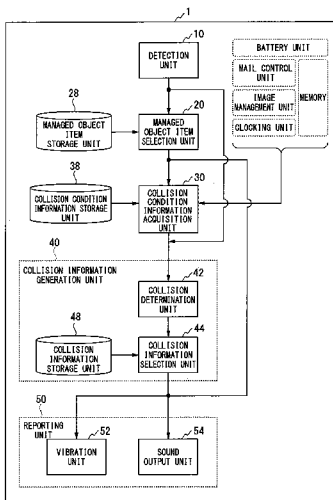 1
10
DETECTION
UNIT
BATTERY UNIT
MAIL CONTROL
UNIT
IMAGE
MANAGEMENT UNIT
CLOCKING UNIT
MEMORY
28
MANAGED OBJECT
ITEM
STORAGE UNIT
20
MANAGED
OBJECT ITEM
SELECTION UNIT
38
COLLISION CONDITION
INFORMATION STORAGE
UNIT
30
COLLISION
CONDITION
INFORMATION
ACQUISITION
UNIT
40
COLLISION INFORMATION
GENERATION UNIT
42
COLLISION
DETERMINATION
UNIT
48
COLLISION
INFORMATION
STORAGE UNIT
44
COLLISION
INFORMATION
SELECTION UNIT
50
REPORTING
UNIT
52
VIBRATION
UNIT
54
SOUND
OUTPUT UNIT